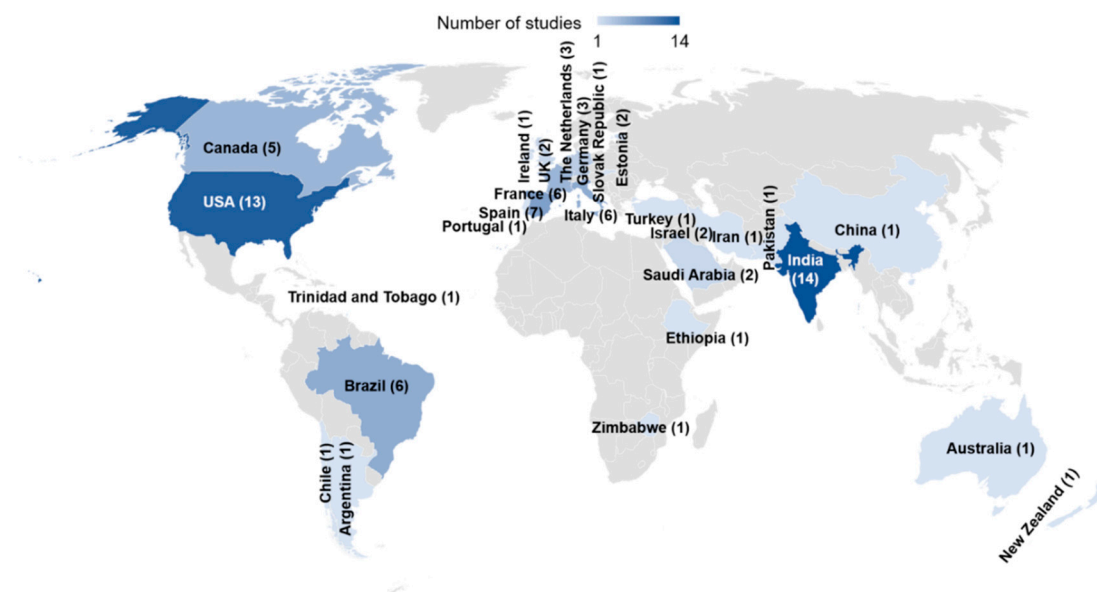 Number of studies
1 14
Canada (5)
USA (13)
Trinidad and Tobago (1)
Brazil (6)
Chile (1)
Argentina (1)
Ireland (1)
UK (2)
The Netherlands (3)
Germany (3)
Slovak Republic (1)
Estonia (2)
France (6)
Spain (7)
Portugal (1)
Italy (6)
Turkey (1)
Israel (2)
Iran (1)
Pakistan (1)
Saudi Arabia (2)
India
(14)
China (1)
Ethiopia (1)
Zimbabwe (1)
Australia (1)
New Zealand (1)